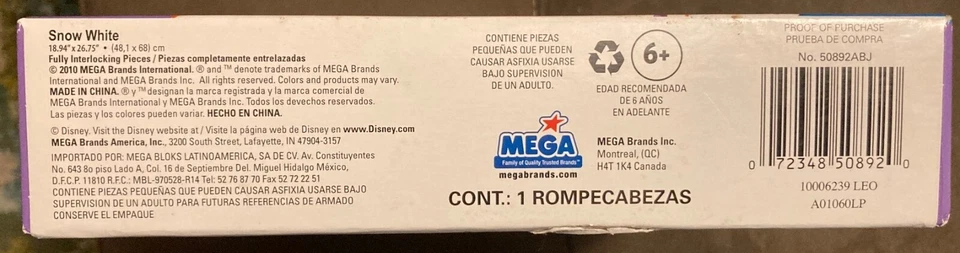 Snow White
18.94" x 26.75" • (48,1 x 68) cm
Fully Interlocking Pieces / Piezas completamente entrelazadas
© 2010 MEGA Brands International. ® and ™ denote trademarks of MEGA Brands
International and MEGA Brands Inc. All rights reserved. Colors and products may vary.
MADE IN CHINA. ® y ™ designan la marca registrada y la marca comercial de
MEGA Brands International y MEGA Brands Inc. Todos los devechos reservados.
Las piezas y los colores pueden variar. HECHO EN CHINA.
© Disney. Visit the Disney website at / Visite la página web de Disney en www.Disney.com
MEGA Brands America, Inc., 3200 South Street, Lafayette, IN 47904-3157
IMPORTADO POR: MEGA BLOKS LATINOAMERICA, SA DE CV. Av. Constituyentes
No. 643 8o piso Lado A, Col. 16 de Septiembre Del. Miguel Hidalgo México,
D.F.C.P. 11810 R.F.C.: MBL-970528-R14 Tel: 52 76 87 70 Fax 52 72 22 51
CONTIENE PIEZAS PEQUEÑAS QUE PUEDEN CAUSAR ASFIXIA USARSE BAJO
SUPERVISION DE UN ADULTO PARA FUTURAS REFERENCIAS DE ARMADO
CONSERVE EL EMPAQUE
CONTIENE PIEZAS
PEQUEÑAS QUE PUEDEN
CAUSAR ASFIXIA USARSE
BAJO SUPERVISION
DE UN ADULTO.
6+
EDAD RECOMENDADA
DE 6 AÑOS
EN ADELANTE
MEGA
Family of Quality Trusted Brands™
megabrands.com
MEGA Brands Inc.
Montreal, (QC)
H4T 1K4 Canada
CONT.: 1 ROMPECABEZAS
PROOF OF PURCHASE
PRUEBA DE COMPRA
No. 50892ABJ
0 72348 50892 0
10006239 LEO
A01060LP